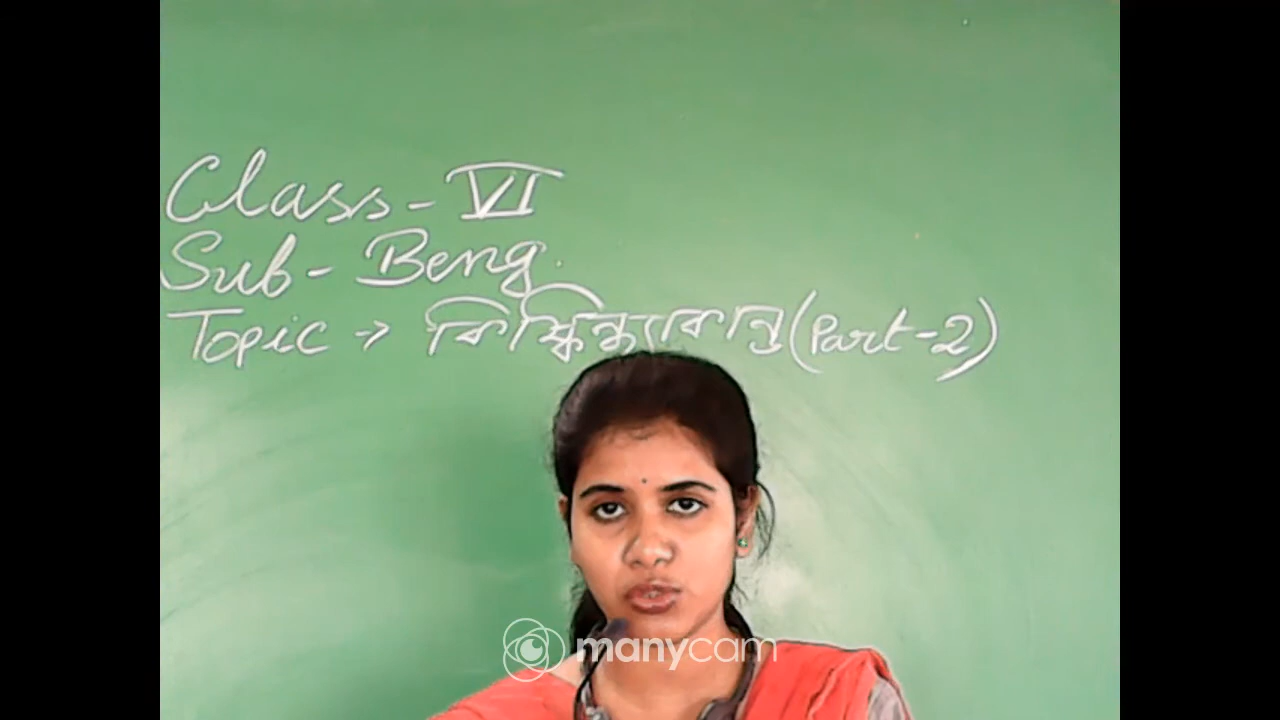 Class - VI
Sub - Beng.
Topic → কিষ্কিন্ধ্যাকান্ড (Part-2)
manycam